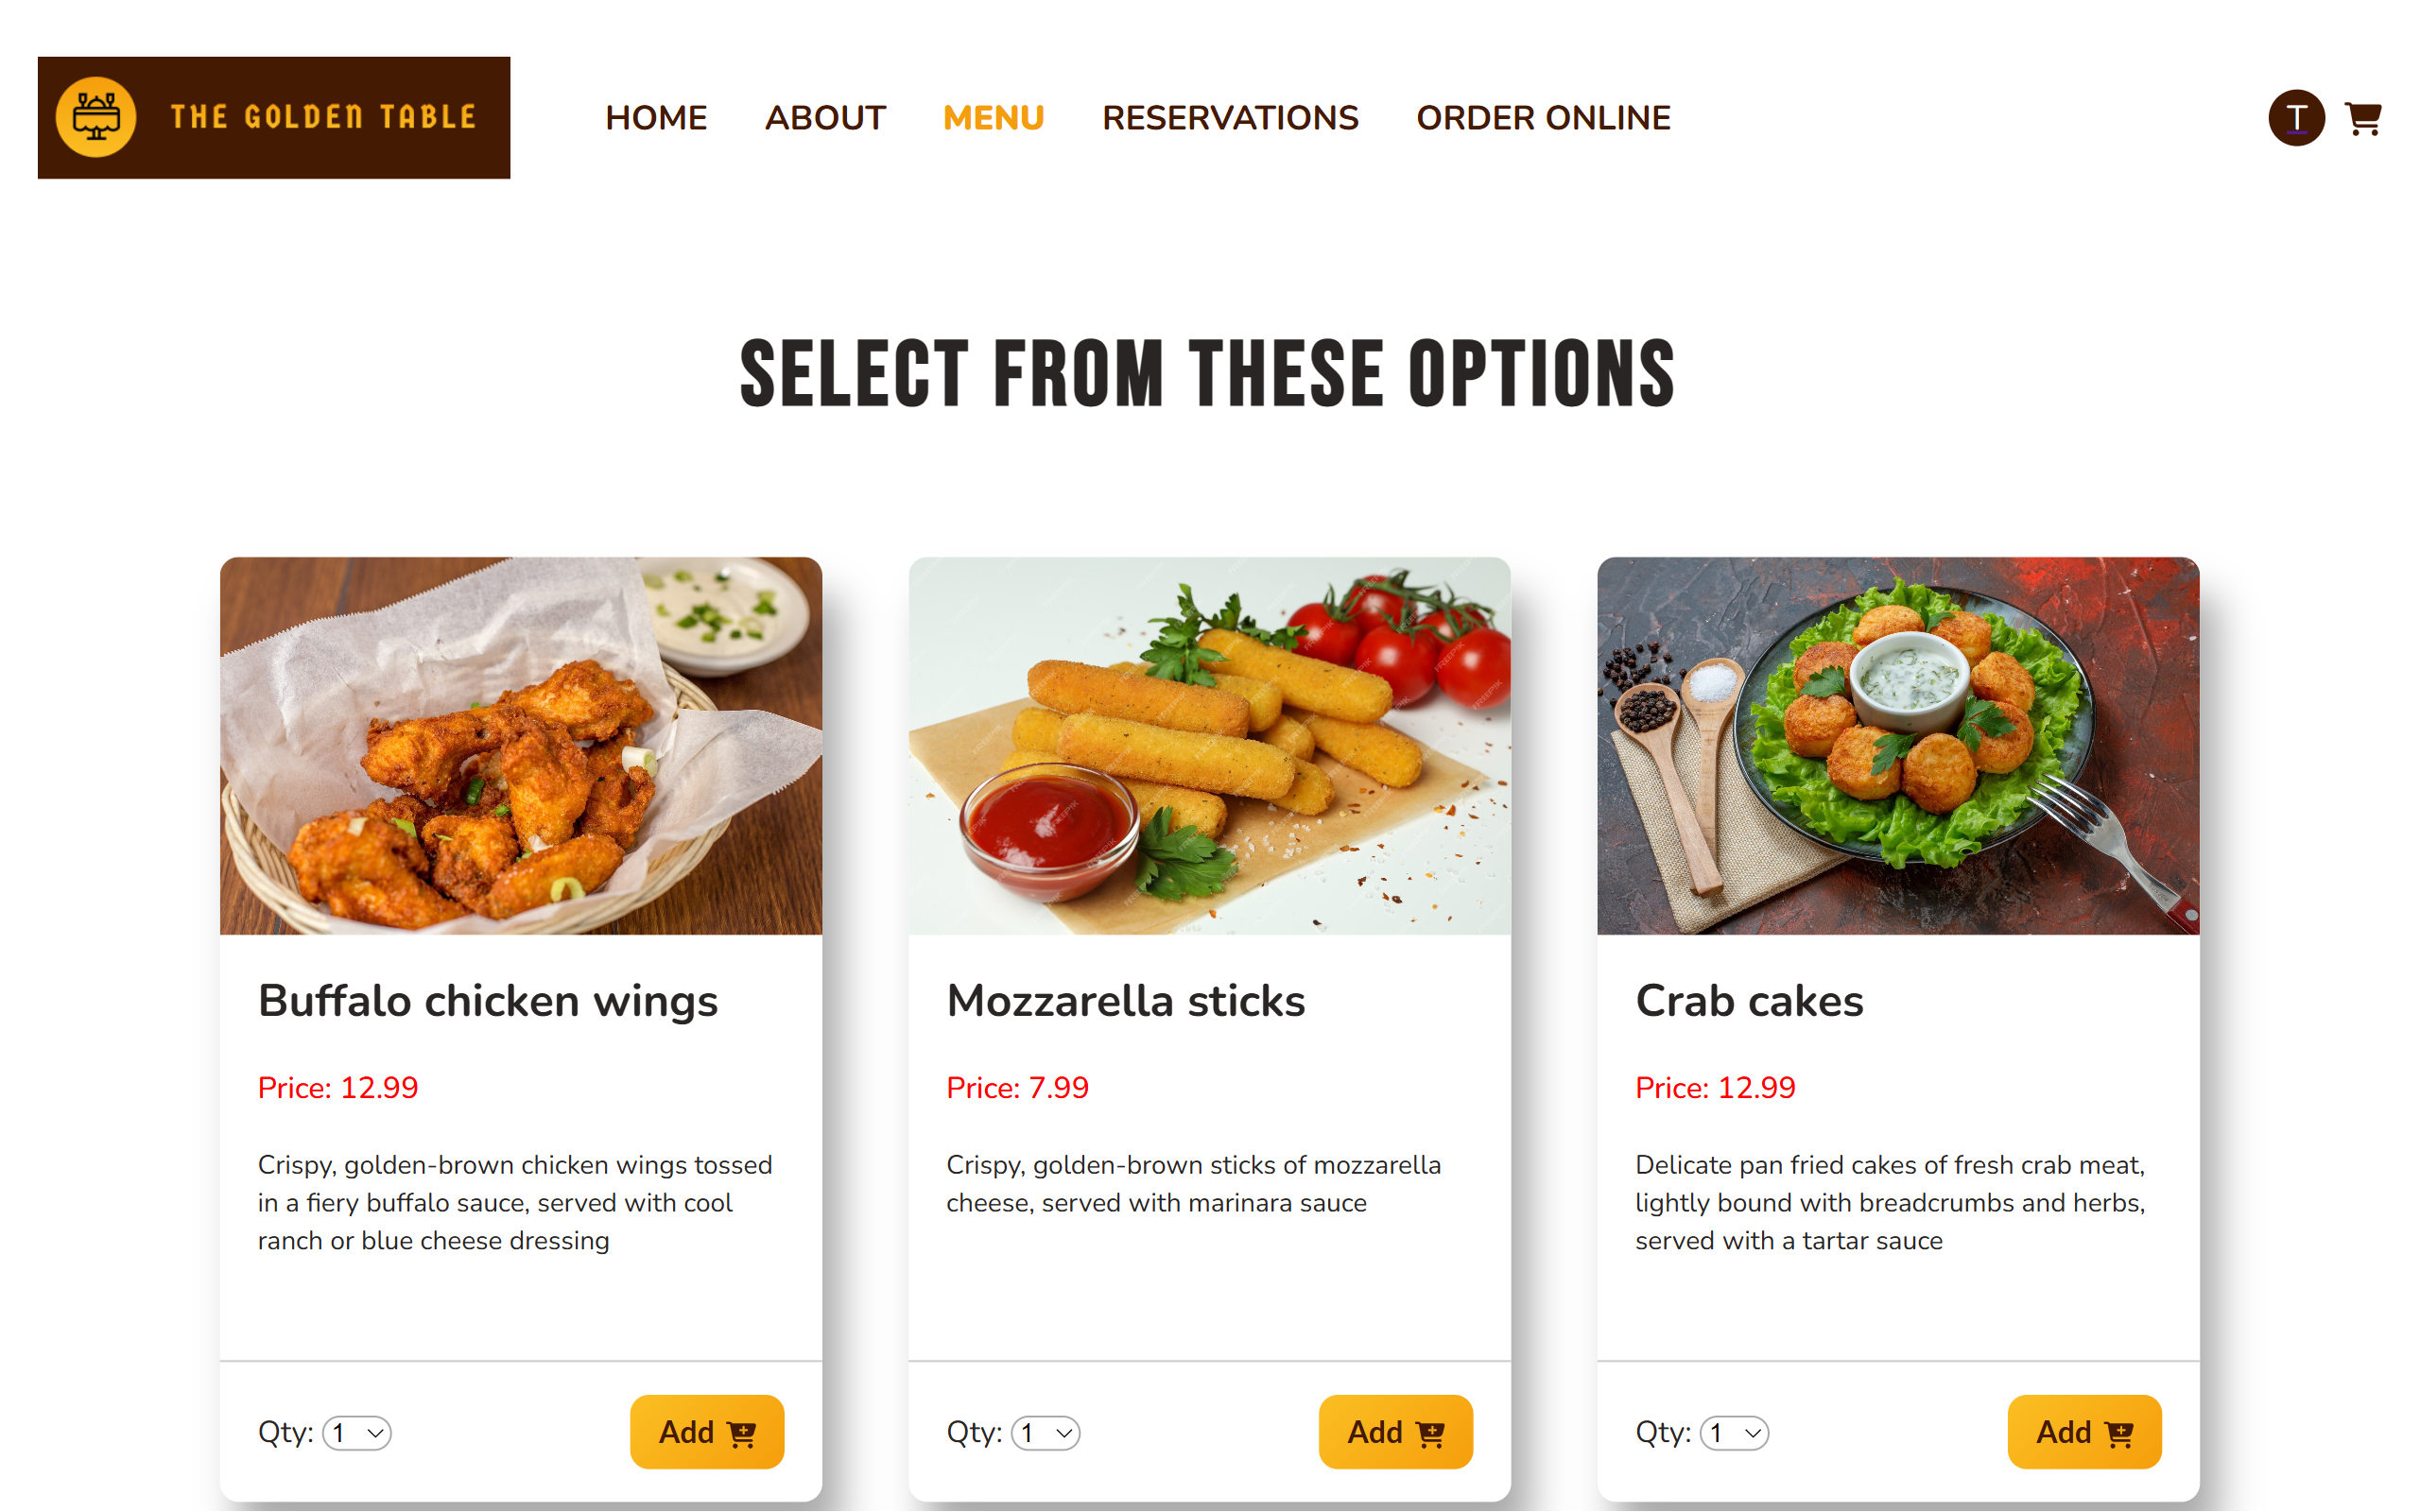 THE GOLDEN TABLE
HOME ABOUT MENU RESERVATIONS ORDER ONLINE
T
SELECT FROM THESE OPTIONS
Buffalo chicken wings
Price: 12.99
Crispy, golden-brown chicken wings tossed
in a fiery buffalo sauce, served with cool
ranch or blue cheese dressing
Qty: 1
Add
Mozzarella sticks
Price: 7.99
Crispy, golden-brown sticks of mozzarella
cheese, served with marinara sauce
Qty: 1
Add
Crab cakes
Price: 12.99
Delicate pan fried cakes of fresh crab meat,
lightly bound with breadcrumbs and herbs,
served with a tartar sauce
Qty: 1
Add